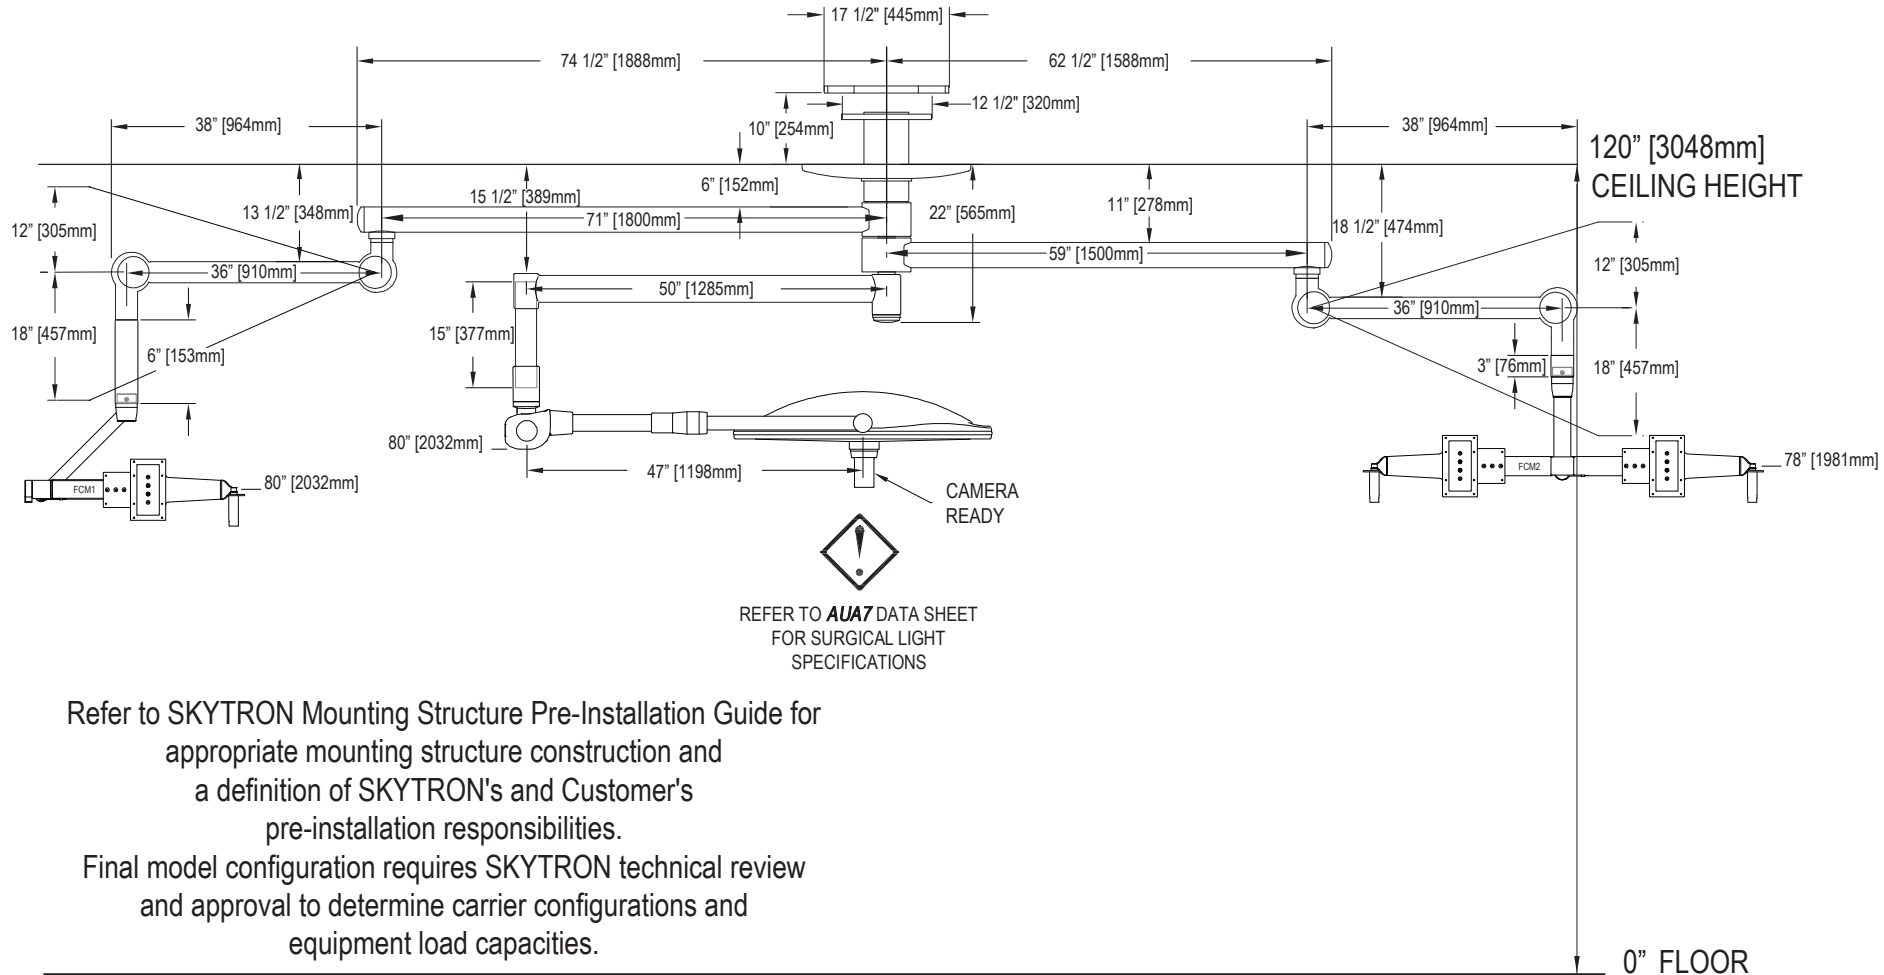 17 1/2" [445mm]
74 1/2” [1888mm]
62 1/2” [1588mm]
12 1/2" [320mm]
10” [254mm]
38” [964mm]
38” [964mm]
120” [3048mm]
CEILING HEIGHT
6” [152mm]
15 1/2” [389mm]
13 1/2” [348mm]
22” [565mm]
11” [278mm]
71” [1800mm]
18 1/2” [474mm]
12” [305mm]
59” [1500mm]
12” [305mm]
36” [910mm]
50” [1285mm]
36” [910mm]
18” [457mm]
15” [377mm]
6” [153mm]
3” [76mm]
18” [457mm]
80” [2032mm]
47” [1198mm]
78” [1981mm]
FCM2
80” [2032mm]
FCM1
CAMERA
READY
REFER TO AUA7 DATA SHEET
FOR SURGICAL LIGHT
SPECIFICATIONS
Refer to SKYTRON Mounting Structure Pre-Installation Guide for
appropriate mounting structure construction and
a definition of SKYTRON's and Customer's
pre-installation responsibilities.
Final model configuration requires SKYTRON technical review
and approval to determine carrier configurations and
equipment load capacities.
0” FLOOR